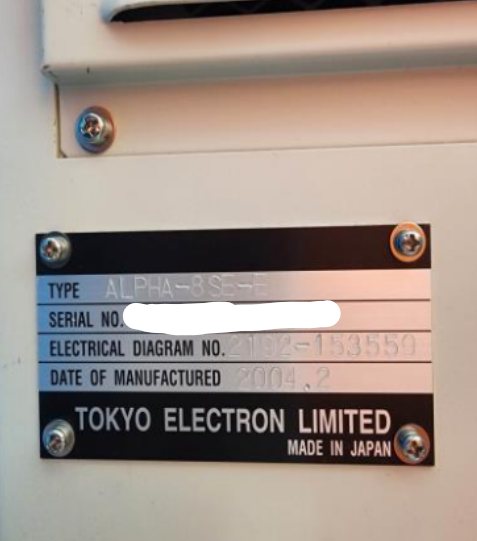 TYPE ALPHA-8SE-E
SERIAL NO.
ELECTRICAL DIAGRAM NO. 2192-153559
DATE OF MANUFACTURED 2004.2
TOKYO ELECTRON LIMITED
MADE IN JAPAN